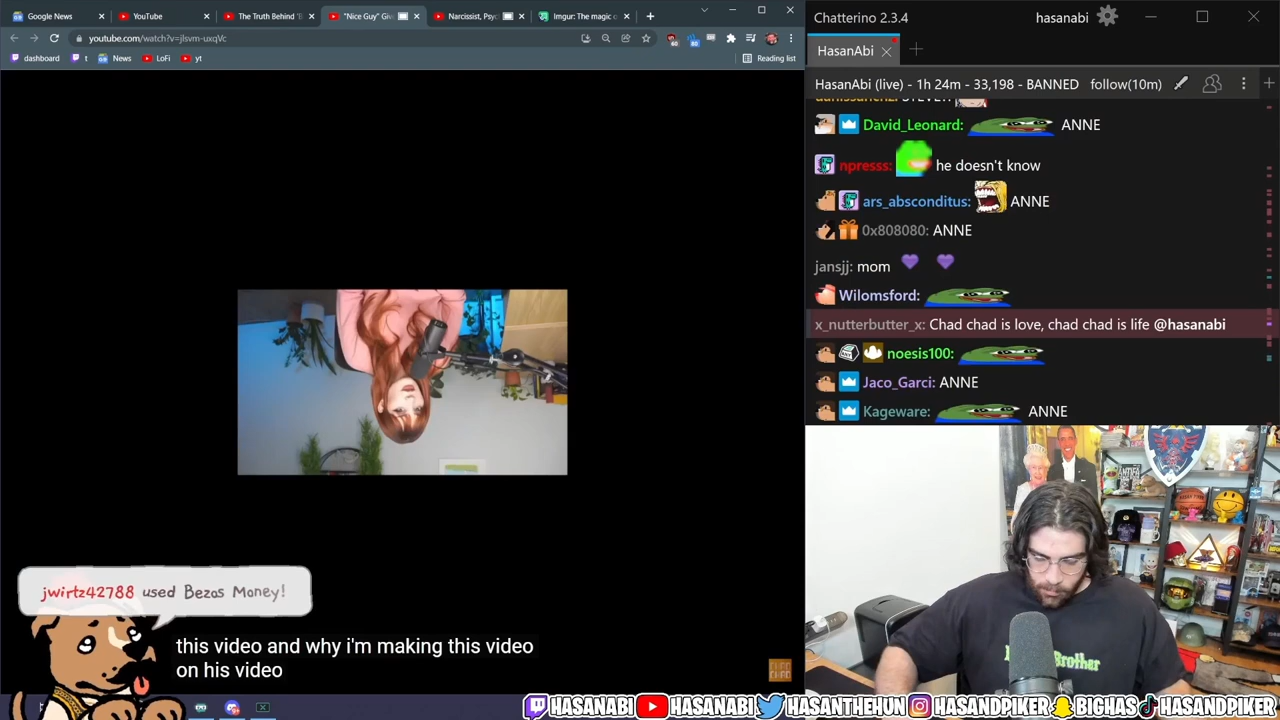 Google News
YouTube
The Truth Behind '
"Nice Guy" Giv
Narcissist, Psyc
Imgur: The magic o
youtube.com/watch?v=jlsvm-uxqVc
dashboard
t
News
LoFi
yt
Reading list
Chatterino 2.3.4
hasanabi
HasanAbi
HasanAbi (live) - 1h 24m - 33,198 - BANNED
follow(10m)
David_Leonard: ANNE
npresss: he doesn't know
ars_absconditus: ANNE
0x808080: ANNE
jansjj: mom
Wilomsford:
x_nutterbutter_x: Chad chad is love, chad chad is life @hasanabi
noesis100:
Jaco_Garci: ANNE
Kageware: ANNE
jwirtz42788 used Bezos Money!
this video and why i'm making this video
on his video
ANTIFA
Brother
HASANABI
HASANABI
HASANTHEHUN
HASANDPIKER
BIGHAS
HASANDPIKER